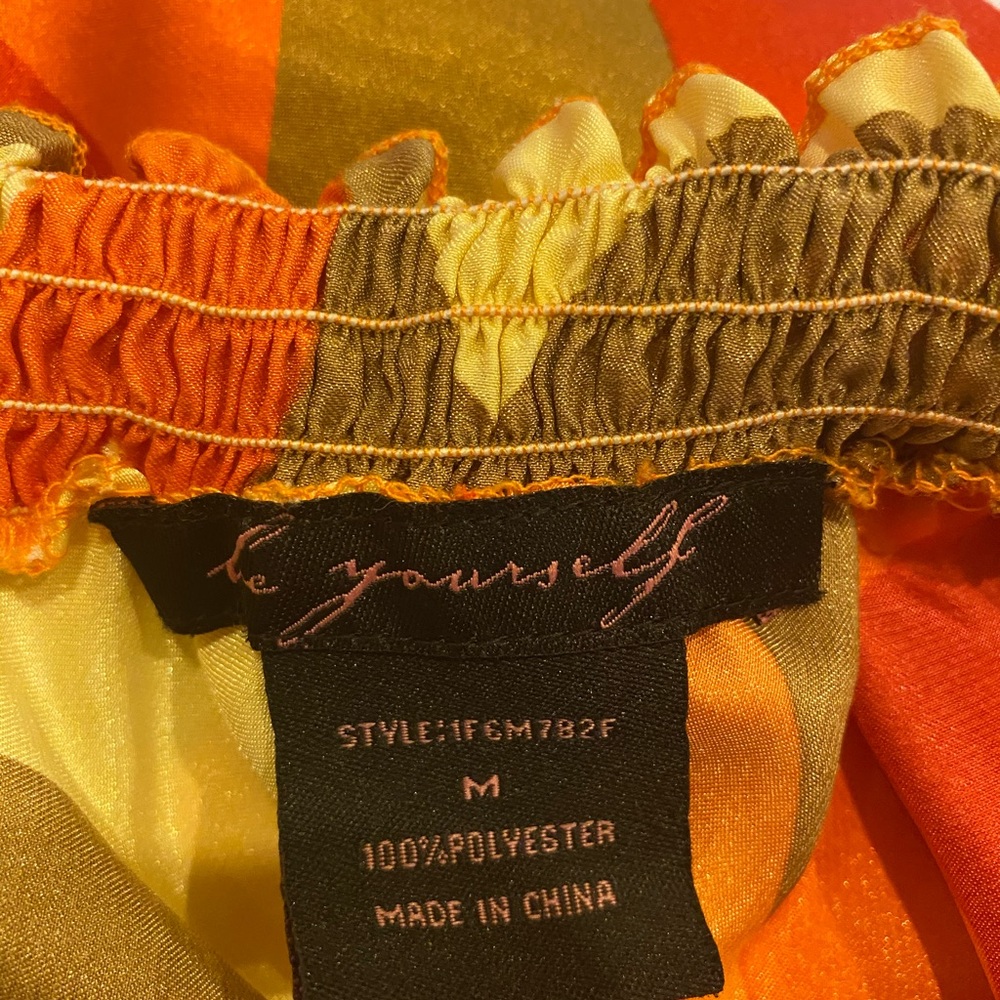 be yourself
STYLE:1F6M782F
M
100%POLYESTER
MADE IN CHINA